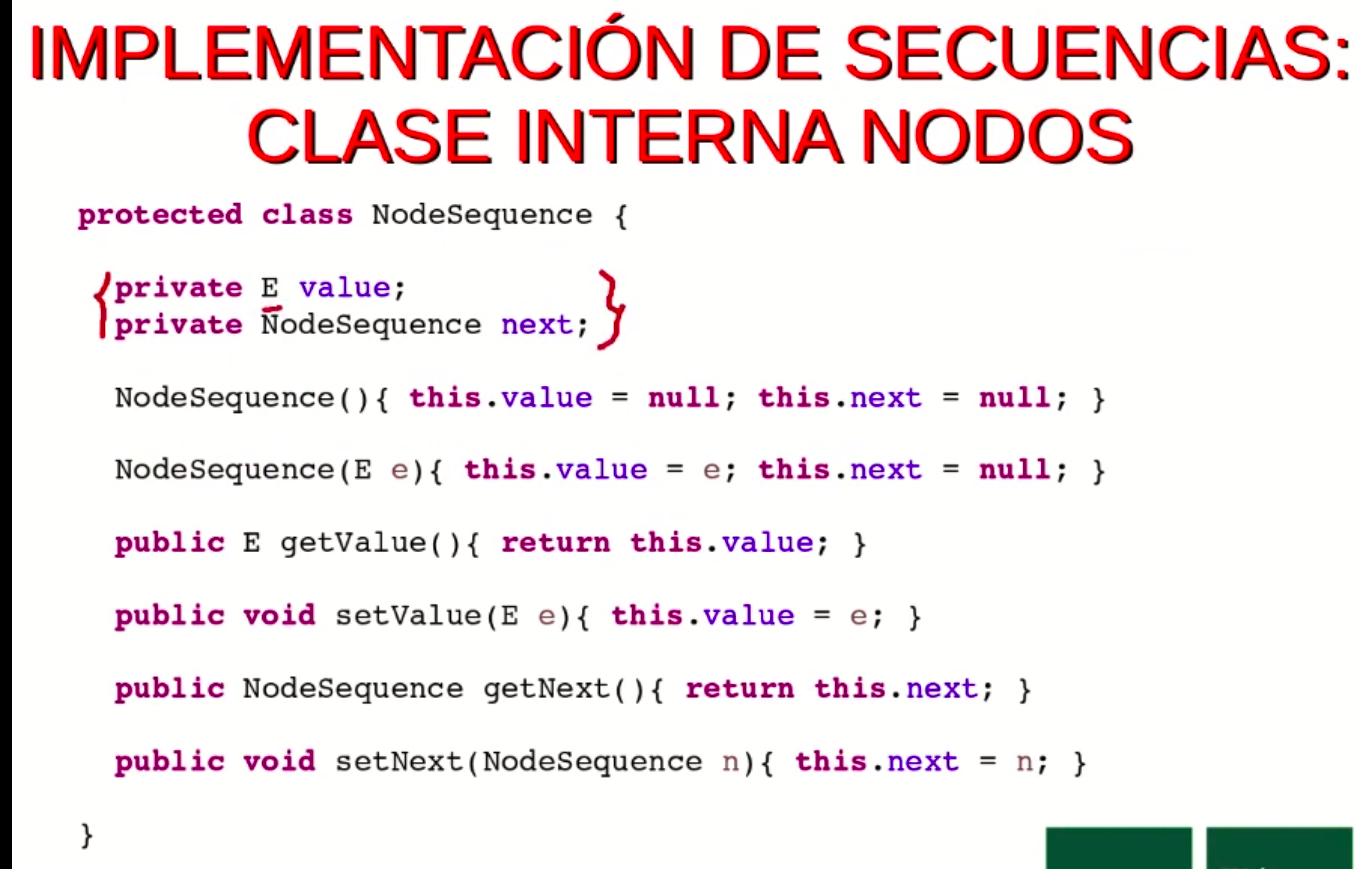 IMPLEMENTACIÓN DE SECUENCIAS:
CLASE INTERNA NODOS
protected class NodeSequence {
private E value;
private NodeSequence next;
NodeSequence(){ this.value = null; this.next = null; }
NodeSequence(E e){ this.value = e; this.next = null; }
public E getValue(){ return this.value; }
public void setValue(E e){ this.value = e; }
public NodeSequence getNext(){ return this.next; }
public void setNext(NodeSequence n){ this.next = n; }
}